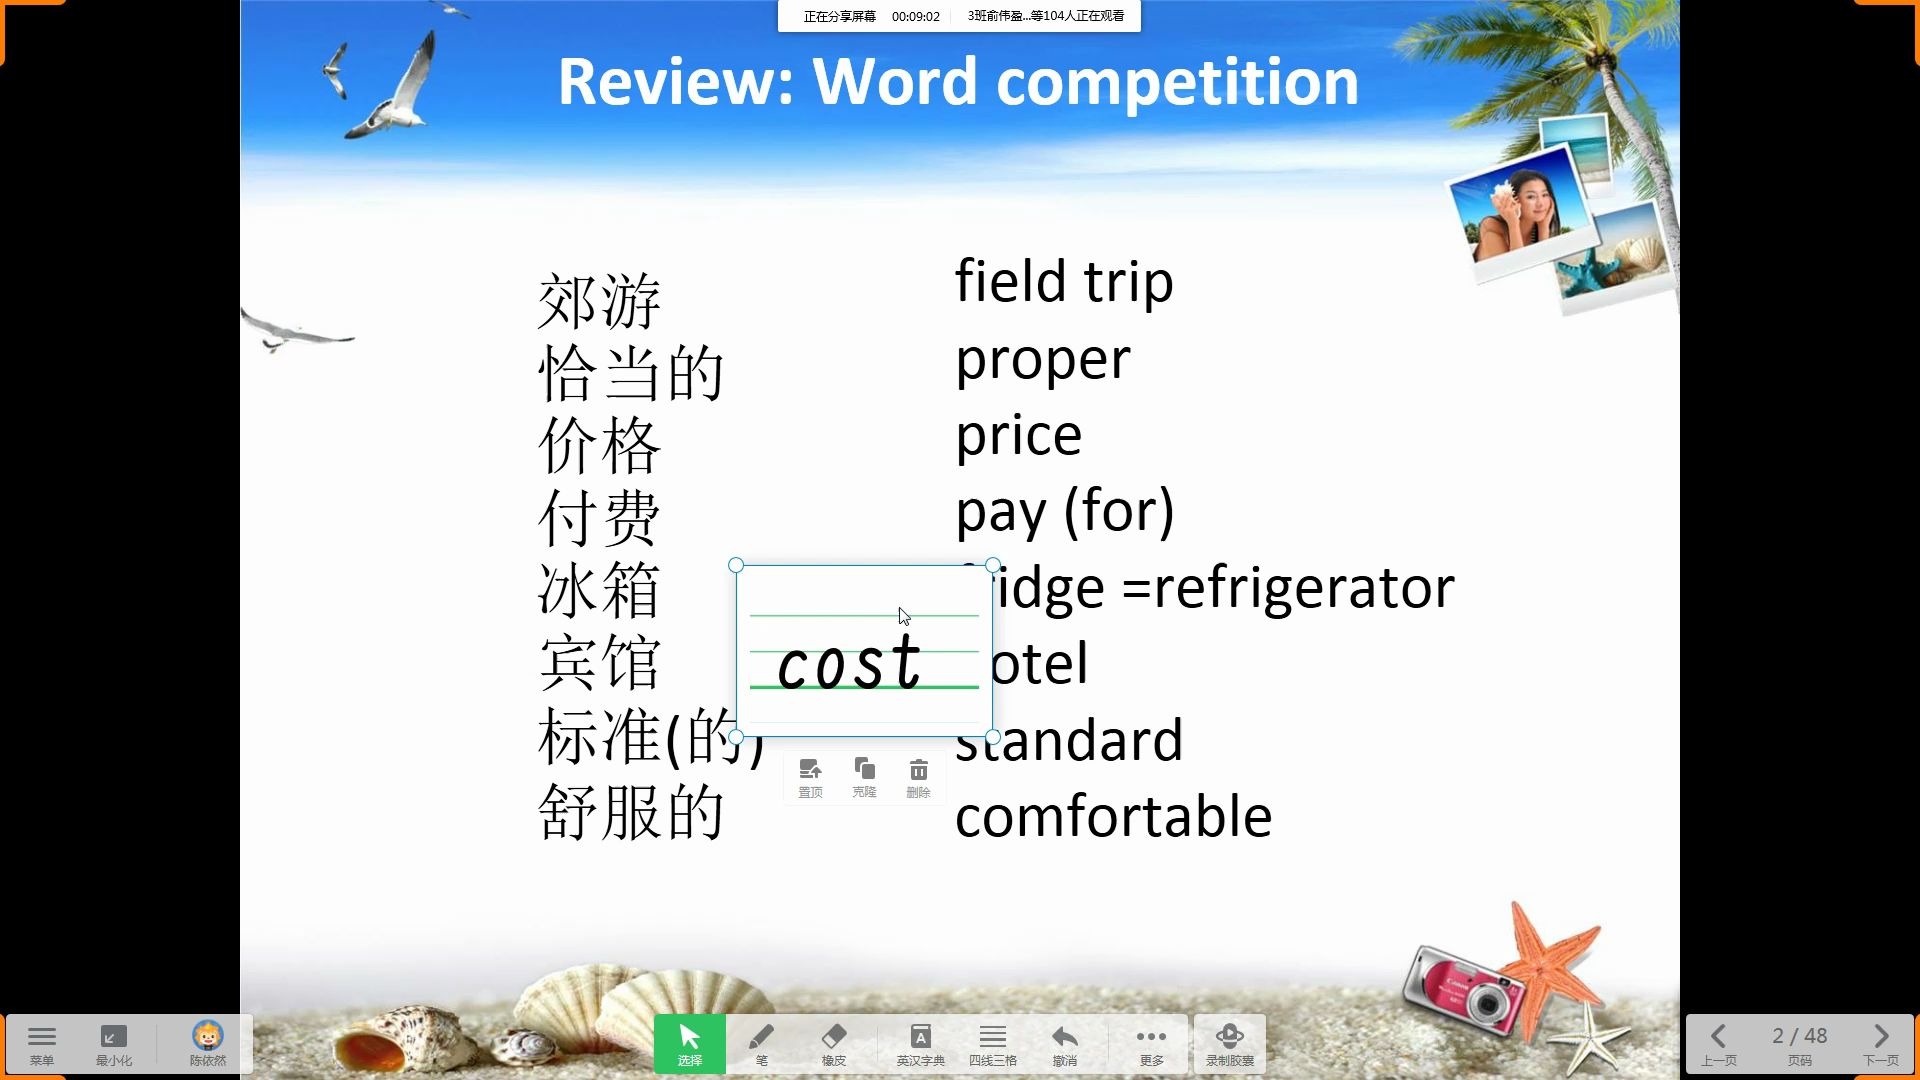 正在分享屏幕 00:09:02 3班俞伟盈...等104人正在观看
Review: Word competition
郊游
恰当的
价格
付费
冰箱
宾馆
标准(的)
舒服的
field trip
proper
price
pay (for)
fridge =refrigerator
hotel
standard
comfortable
cost
置顶 克隆 删除
Canon
菜单 最小化 陈依然
选择 笔 橡皮 英汉字典 四线三格 撤消 更多 录制胶囊
2 / 48
上一页 页码 下一页